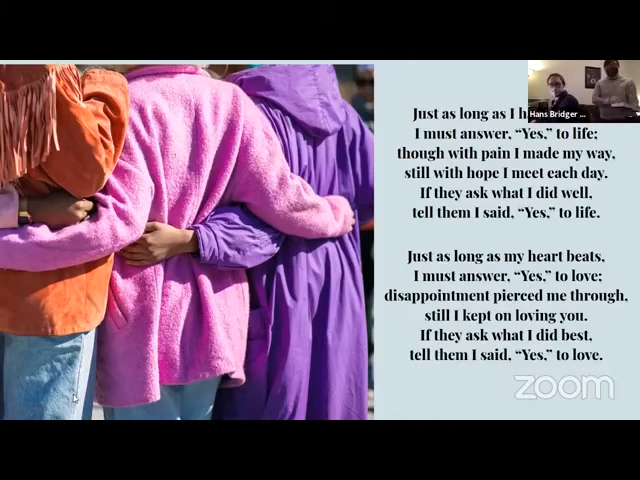 Just as long as I h
Hans Bridger ...
I must answer, “Yes,” to life;
though with pain I made my way,
still with hope I meet each day.
If they ask what I did well,
tell them I said, “Yes,” to life.
Just as long as my heart beats,
I must answer, “Yes,” to love;
disappointment pierced me through,
still I kept on loving you.
If they ask what I did best,
tell them I said, “Yes,” to love.
zoom